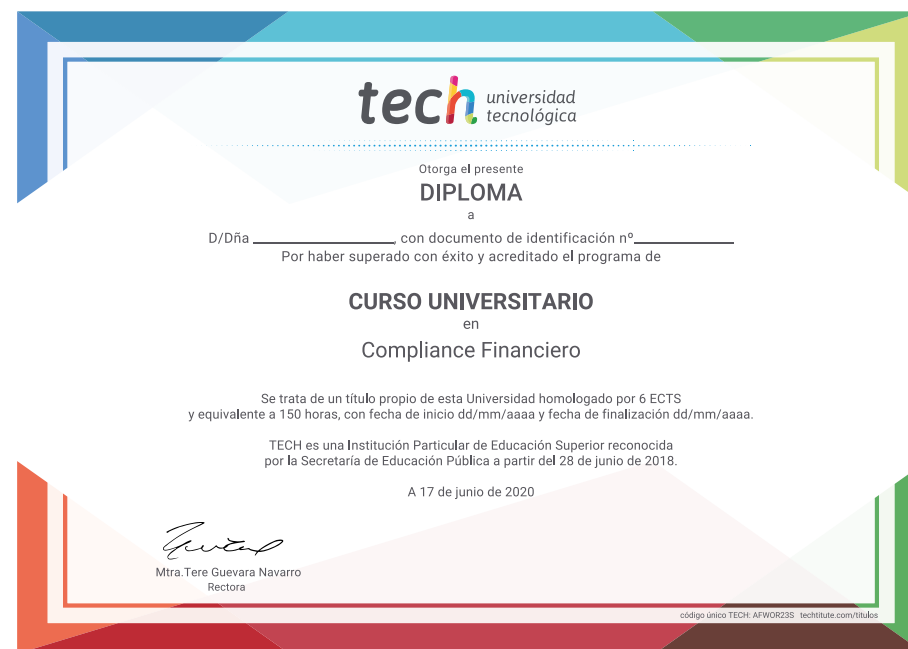 tech universidad
tecnológica
Otorga el presente
DIPLOMA
a
D/Dña ____________________, con documento de identificación nº______________
Por haber superado con éxito y acreditado el programa de
CURSO UNIVERSITARIO
en
Compliance Financiero
Se trata de un título propio de esta Universidad homologado por 6 ECTS
y equivalente a 150 horas, con fecha de inicio dd/mm/aaaa y fecha de finalización dd/mm/aaaa.
TECH es una Institución Particular de Educación Superior reconocida
por la Secretaría de Educación Pública a partir del 28 de junio de 2018.
A 17 de junio de 2020
Mtra.Tere Guevara Navarro
Rectora
código único TECH: AFWOR23S techtitute.com/titulos